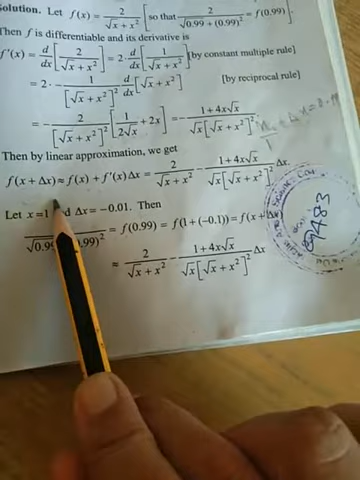 Solution. Let f(x) = 2/(√x + x²) [so that 2/(√0.99 + (0.99)²) = f(0.99)].
Then f is differentiable and its derivative is
f'(x) = d/dx[2/(√x + x²)] = 2· d/dx[1/(√x + x²)] [by constant multiple rule]
= 2· − 1/[√x + x²]² d/dx[√x + x²] [by reciprocal rule]
= − 2/[√x + x²]² [1/(2√x) + 2x] = − (1 + 4x√x)/(√x[√x + x²]²)
Then by linear approximation, we get
f(x + Δx) ≈ f(x) + f'(x)Δx = 2/(√x + x²) − (1 + 4x√x)/(√x[√x + x²]²) Δx.
Let x = 1 Δx = −0.01. Then
= f(0.99) = f(1 + (−0.1)) = f(x + Δx)
≈ 2/(√x + x²) − (1 + 4x√x)/(√x[√x + x²]²) Δx